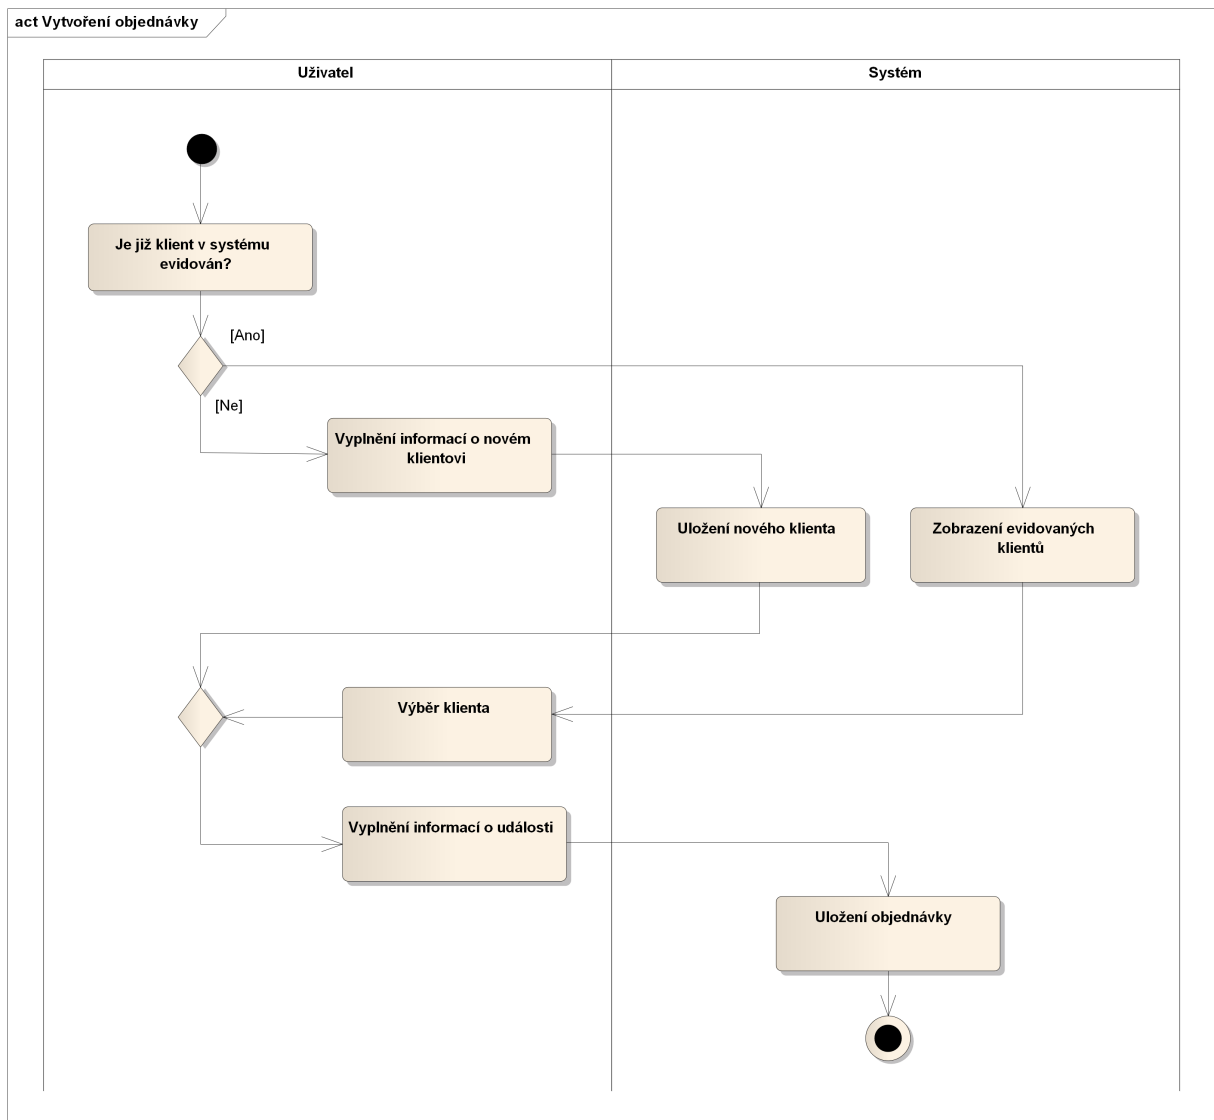 act Vytvoření objednávky
Uživatel
Systém
Je již klient v systému
evidován?
[Ano]
[Ne]
Vyplnění informací o novém
klientovi
Uložení nového klienta
Zobrazení evidovaných
klientů
Výběr klienta
Vyplnění informací o události
Uložení objednávky